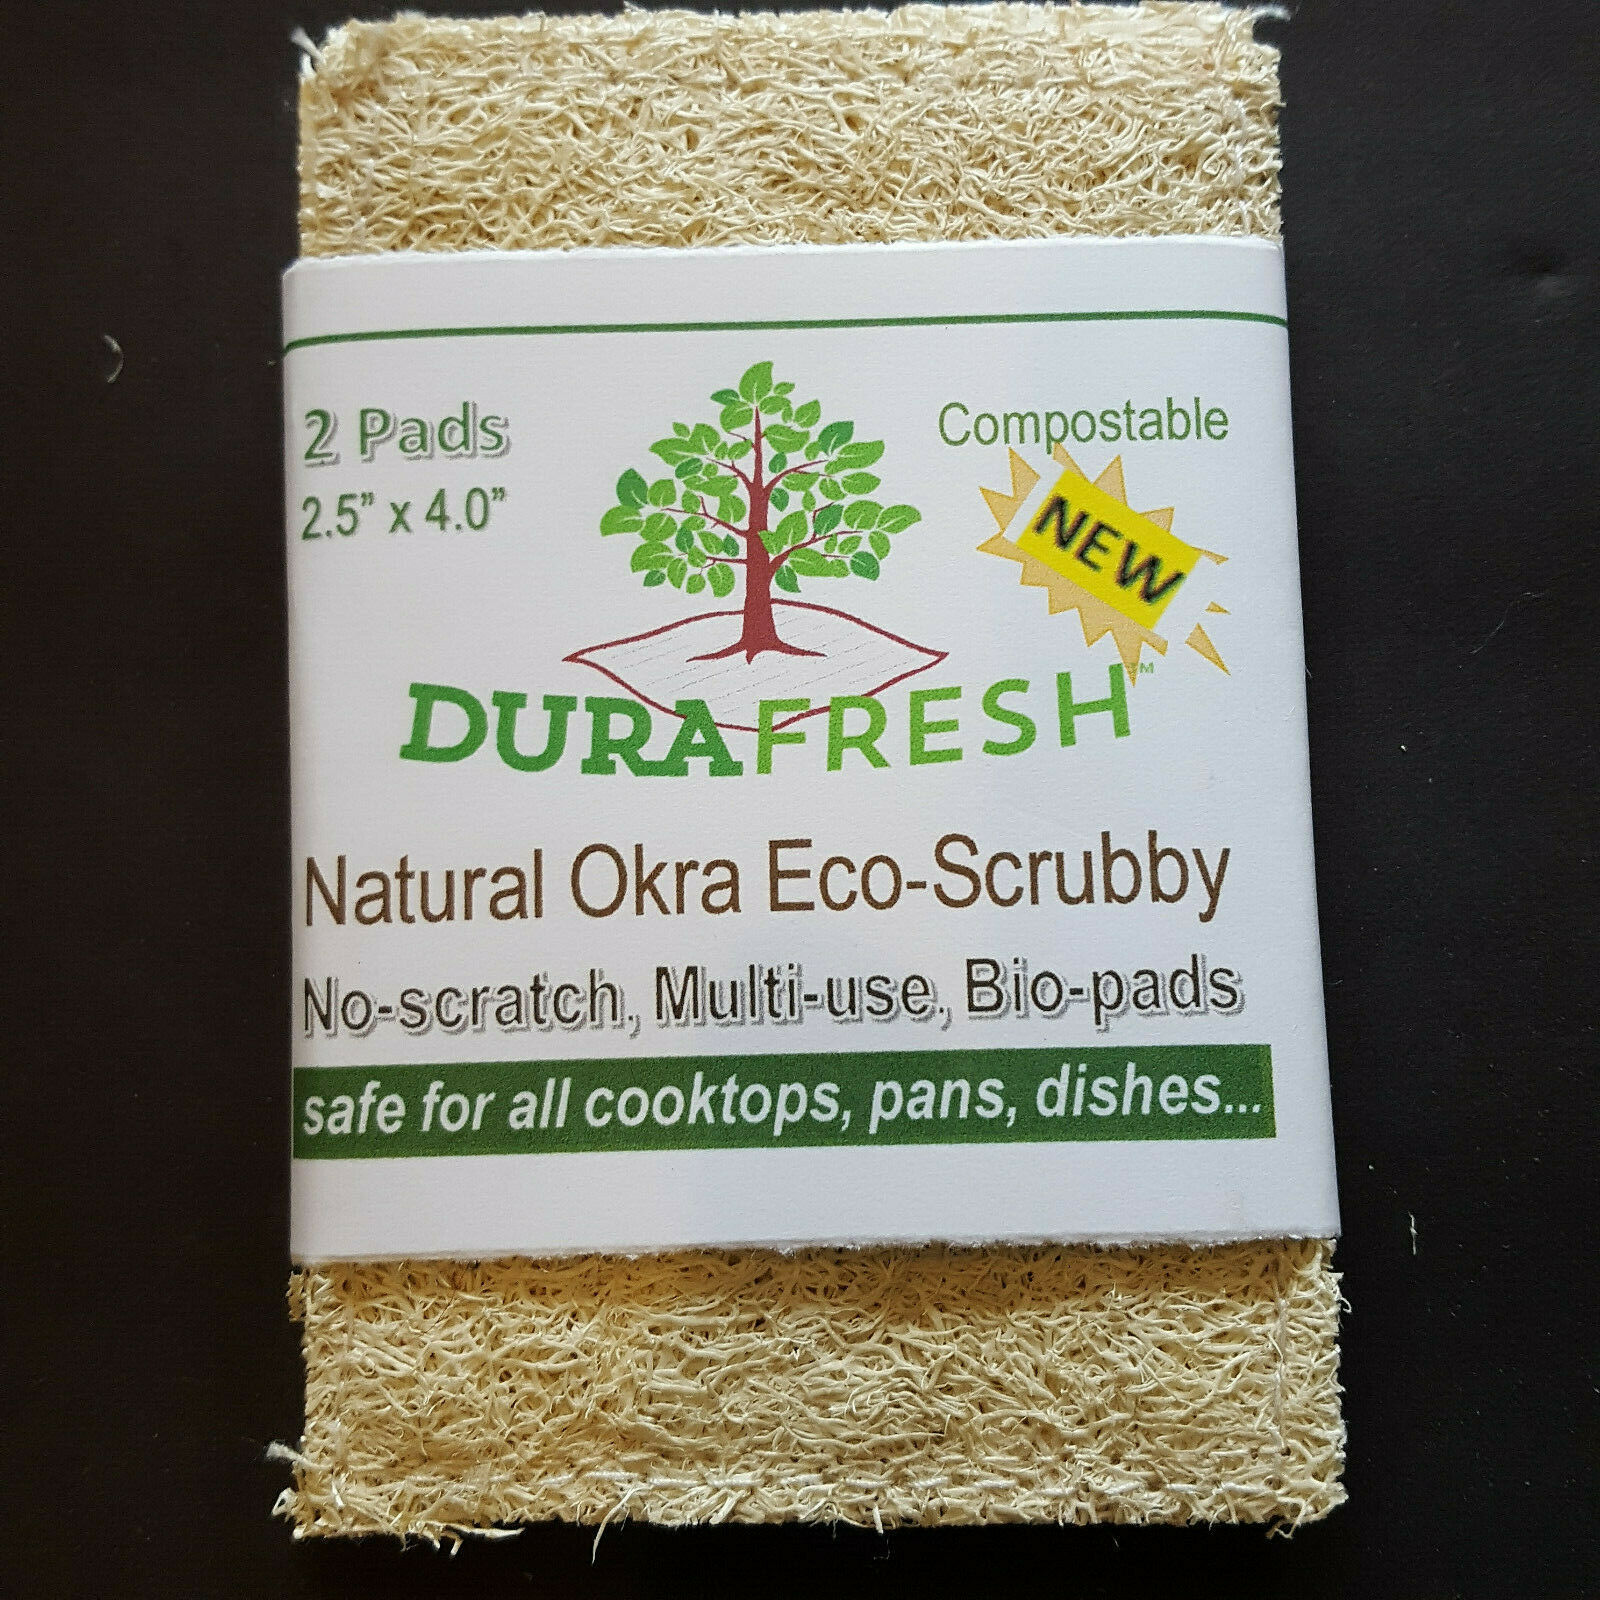 2 Pads
2.5” x 4.0”
Compostable
NEW
DURAFRESH™
Natural Okra Eco-Scrubby
No-scratch, Multi-use, Bio-pads
safe for all cooktops, pans, dishes...